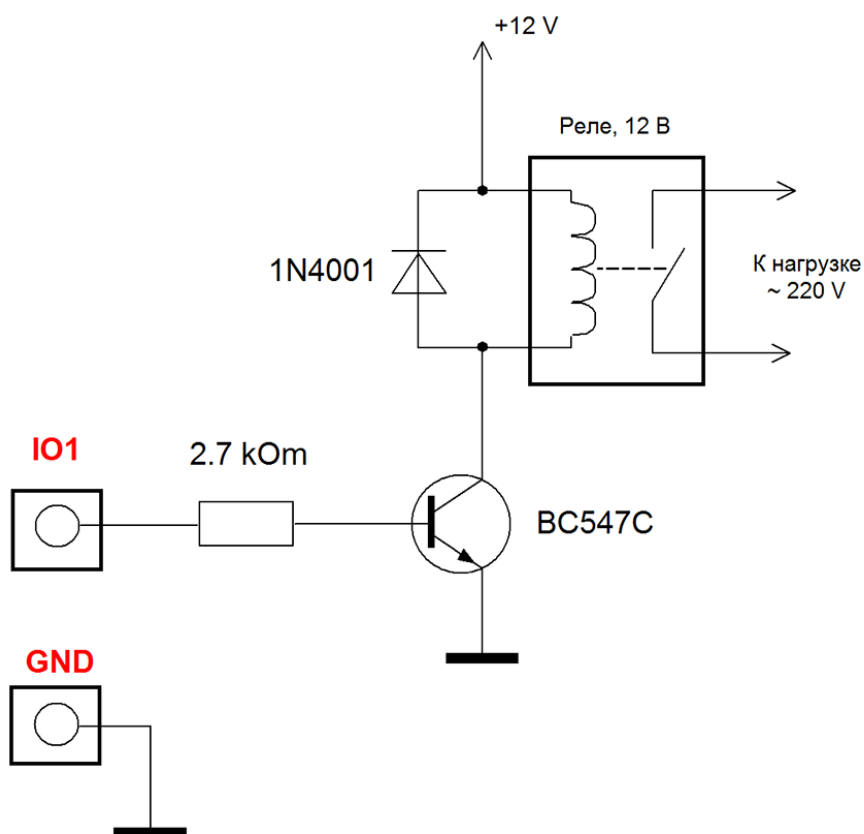 +12 V
Реле, 12 В
1N4001
К нагрузке
~ 220 V
IO1
2.7 kOm
BC547C
GND